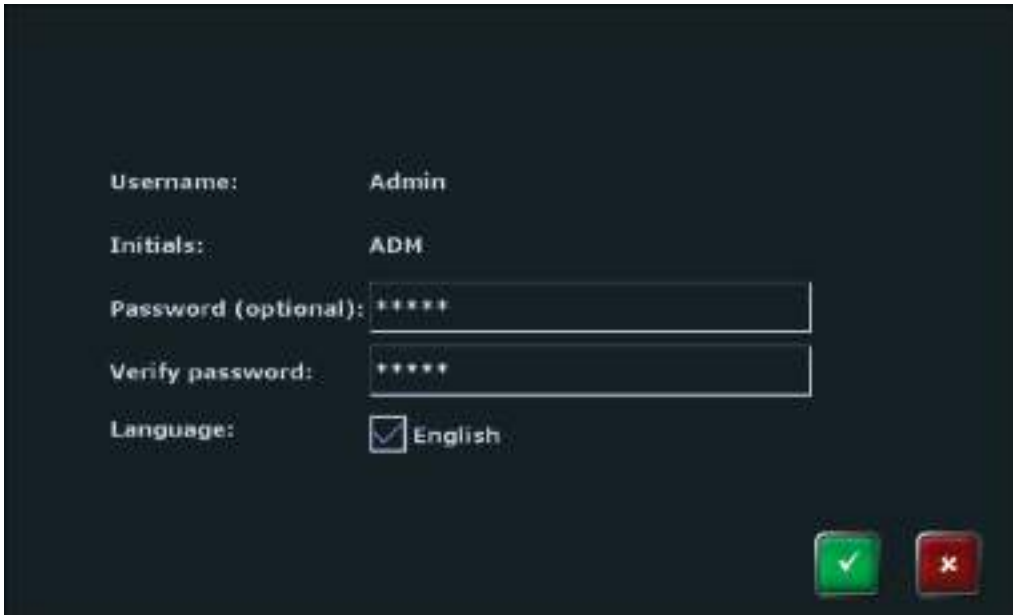 Username: Admin
Initials: ADM
Password (optional): *****
Verify password: *****
Language: English